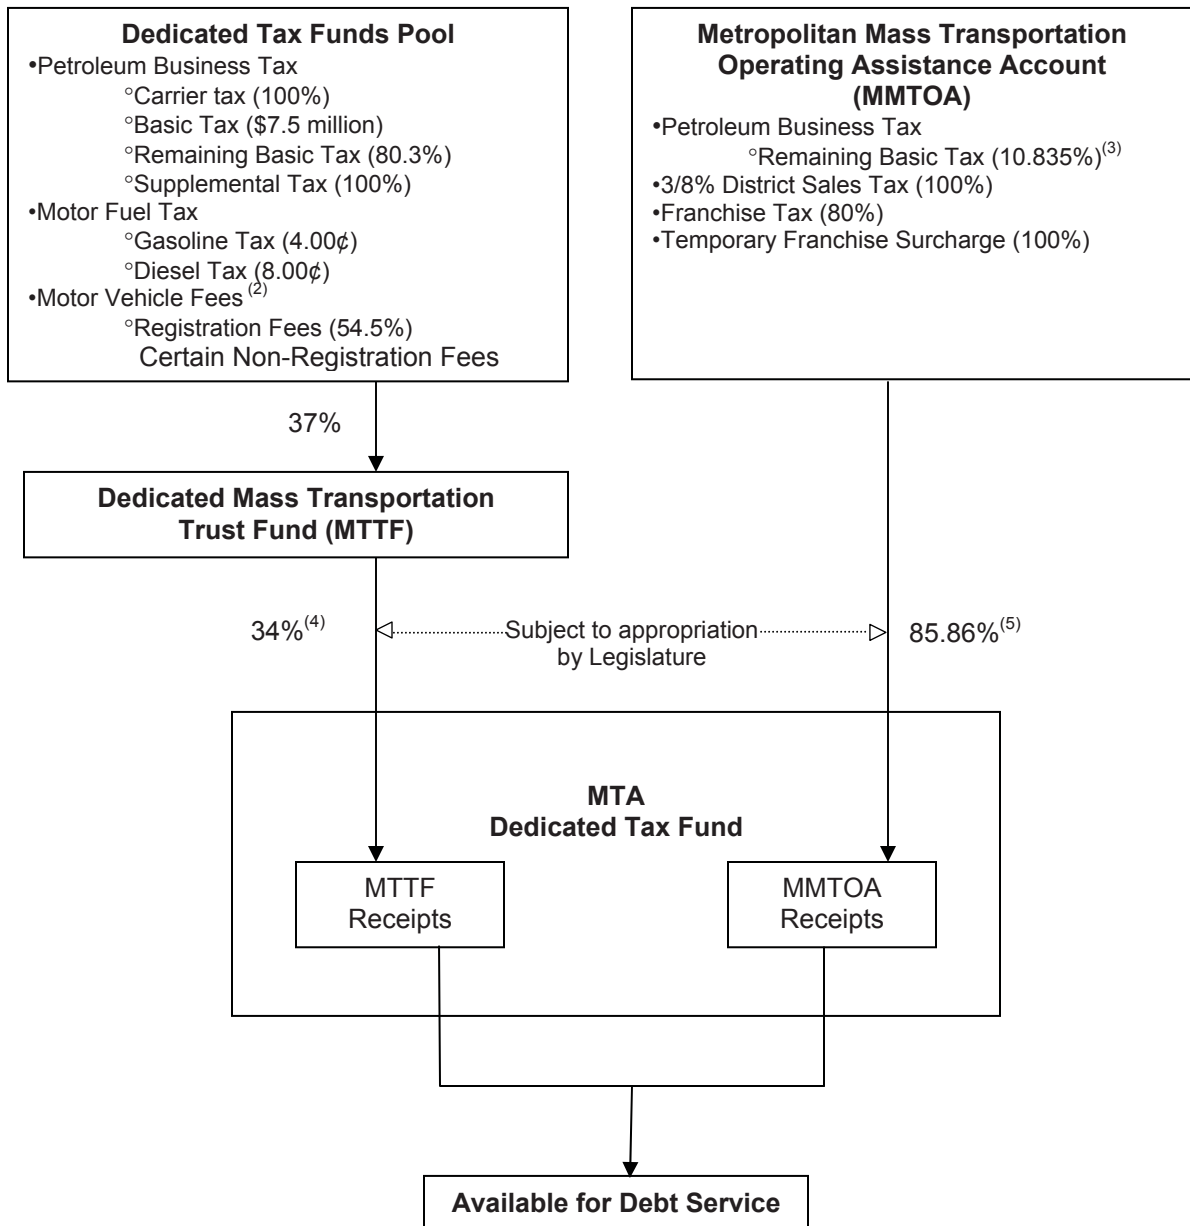 Dedicated Tax Funds Pool
•Petroleum Business Tax
°Carrier tax (100%)
°Basic Tax ($7.5 million)
°Remaining Basic Tax (80.3%)
°Supplemental Tax (100%)
•Motor Fuel Tax
°Gasoline Tax (4.00¢)
°Diesel Tax (8.00¢)
•Motor Vehicle Fees (2)
°Registration Fees (54.5%)
Certain Non-Registration Fees
Metropolitan Mass Transportation
Operating Assistance Account
(MMTOA)
•Petroleum Business Tax
°Remaining Basic Tax (10.835%)(3)
•3/8% District Sales Tax (100%)
•Franchise Tax (80%)
•Temporary Franchise Surcharge (100%)
37%
Dedicated Mass Transportation
Trust Fund (MTTF)
34%(4)
Subject to appropriation
by Legislature
85.86%(5)
MTA
Dedicated Tax Fund
MTTF
Receipts
MMTOA
Receipts
Available for Debt Service